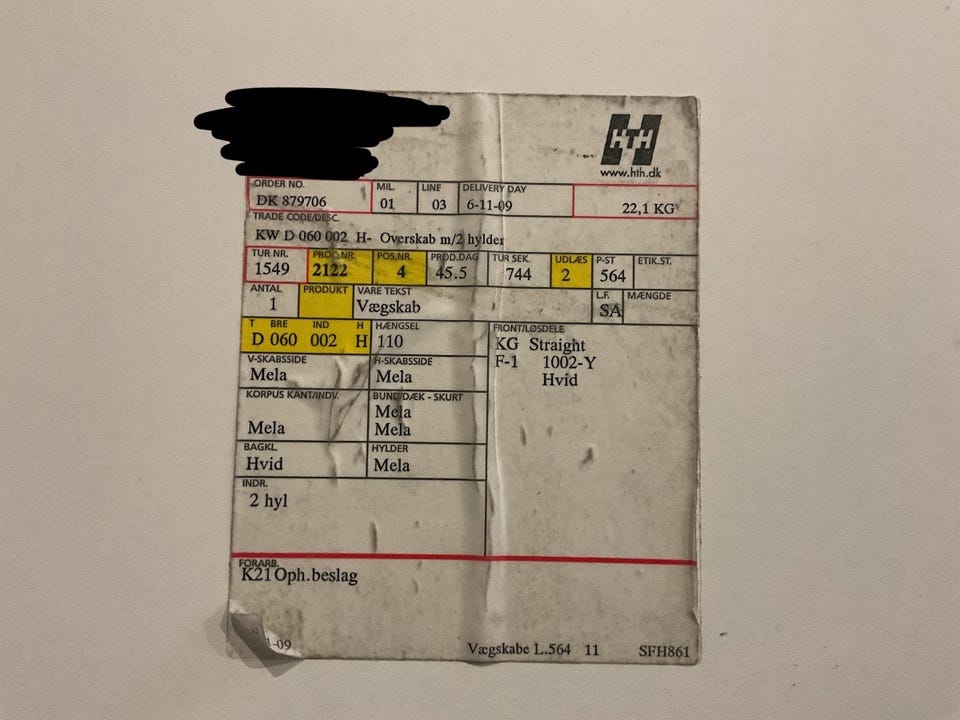 HTH
www.hth.dk
ORDER NO. MIL. LINE DELIVERY DAY
DK 879706 01 03 6-11-09 22,1 KG
TRADE CODE/DESC.
KW D 060 002 H- Overskab m/2 hylder
TUR NR. PROD.NR. POS.NR. PROD.DAG TUR SEK. UDLÆS P-ST ETIK.ST.
1549 2122 4 45.5 744 2 564
ANTAL PRODUKT VARE TEKST L.F. MÆNGDE
1 Vægskab SA
T BRE IND H HÆNGSEL FRONT/LØSDELE
D 060 002 H 110 KG Straight
F-1 1002-Y
Hvid
V-SKABSSIDE H-SKABSSIDE
Mela Mela
KORPUS KANT/INDV. BUND/DÆK - SKURT
Mela
Mela Mela
BAGKL. HYLDER
Hvid Mela
INDR.
2 hyl
FORARB.
K21 Oph.beslag
1-09 Vægskabe L.564 11 SFH861